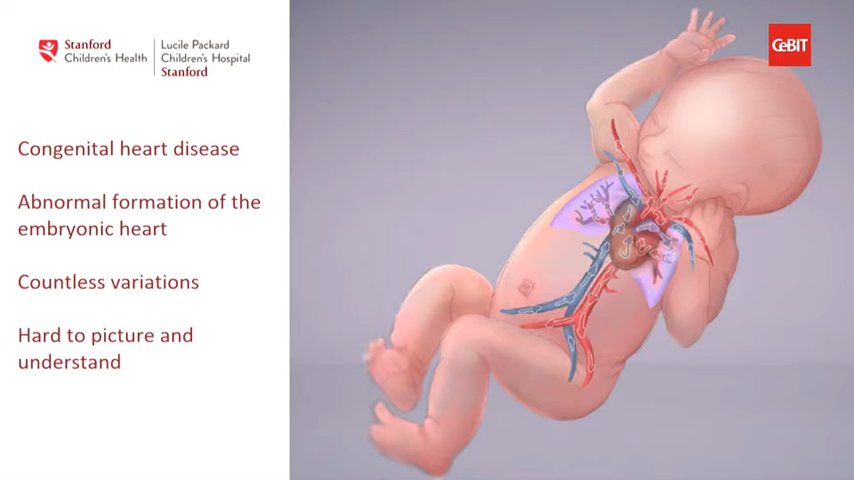 Stanford
Children's Health
Lucile Packard
Children's Hospital
Stanford
CeBIT
Congenital heart disease
Abnormal formation of the
embryonic heart
Countless variations
Hard to picture and
understand